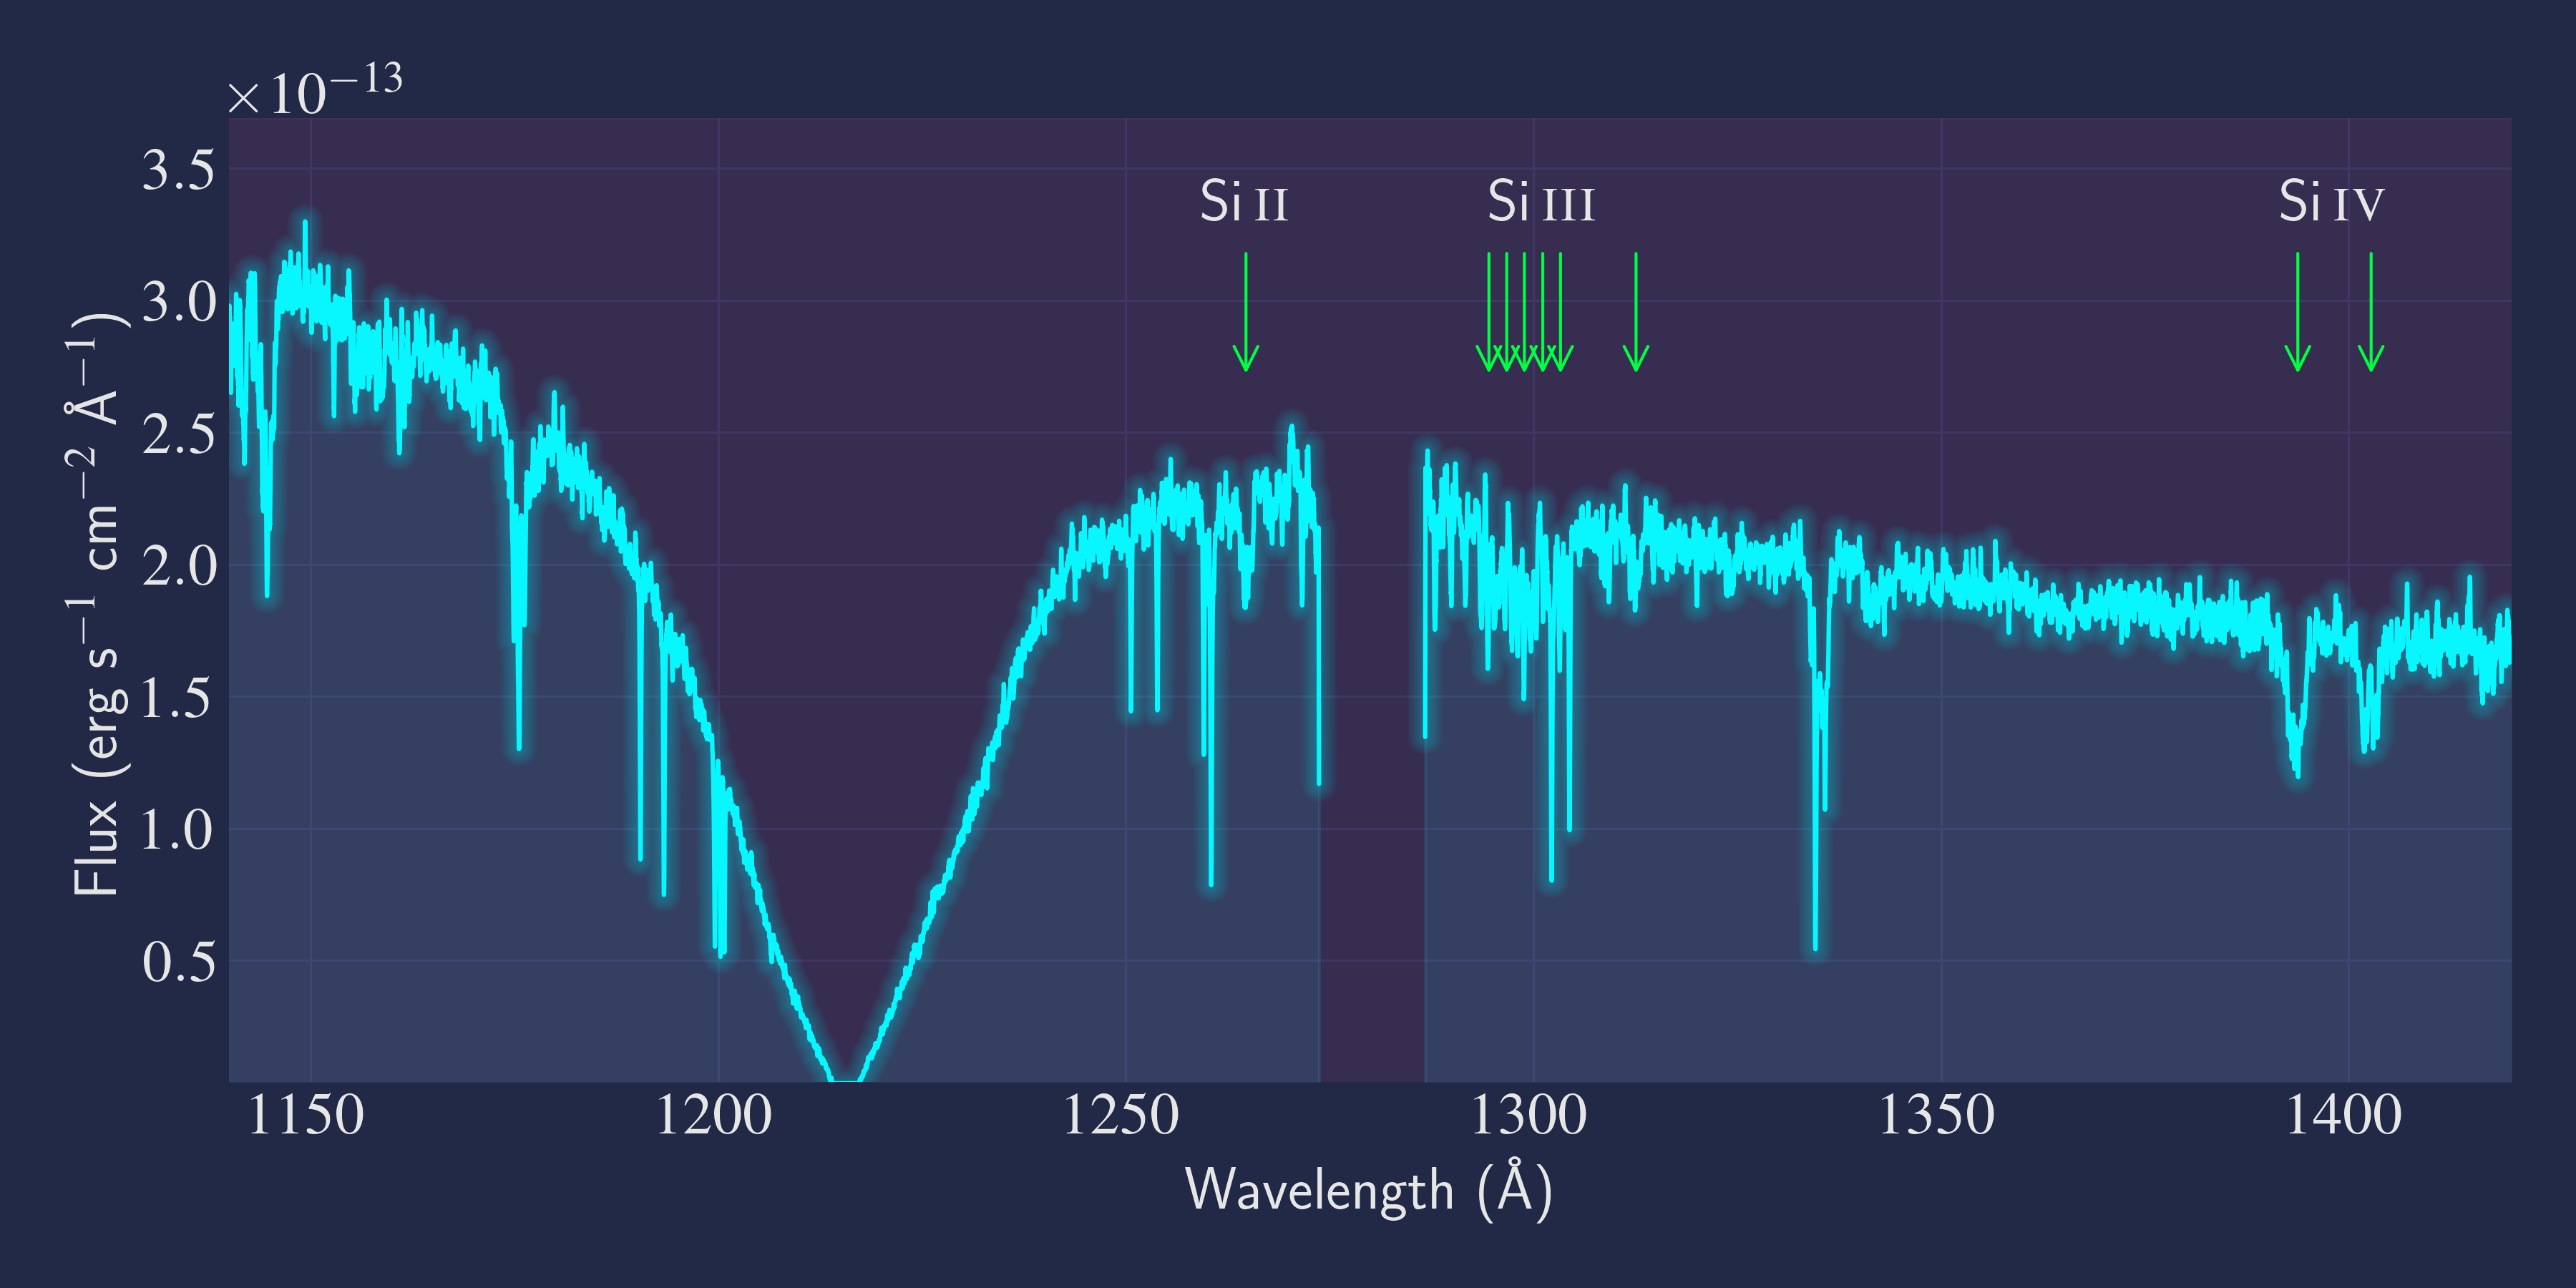 ×10⁻¹³
3.5
3.0
2.5
2.0
1.5
1.0
0.5
Flux (erg s⁻¹ cm⁻² Å⁻¹)
Si II
Si III
Si IV
1150 1200 1250 1300 1350 1400
Wavelength (Å)